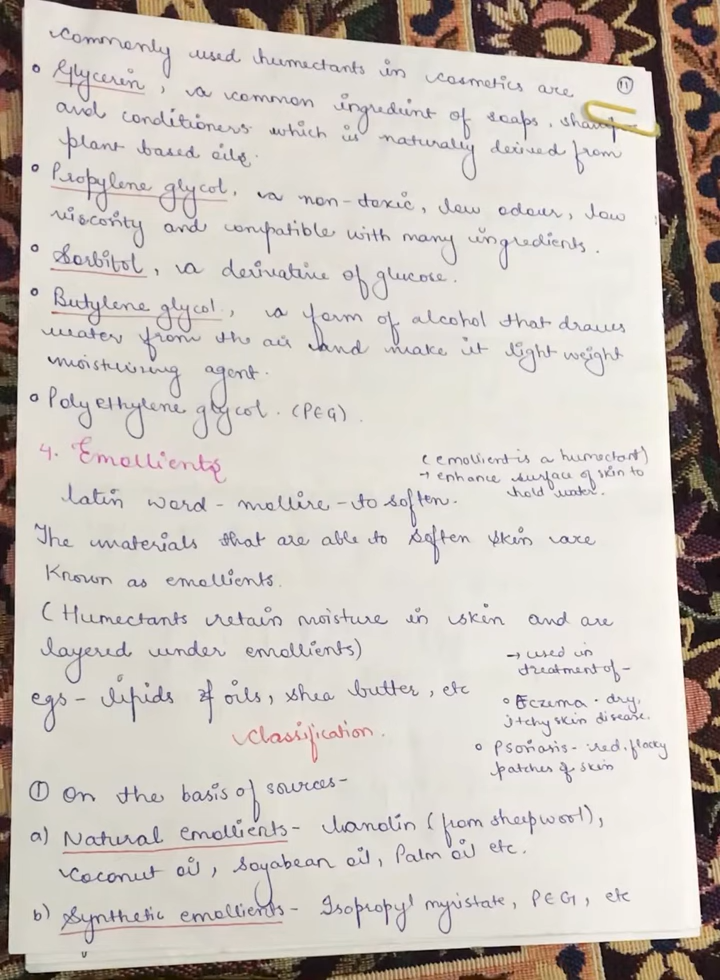 commonly used humectants in cosmetics are
11
• Glycerin, a common ingredient of soaps, shamp
and conditioners which is naturally derived from
plant based oils.
• Propylene glycol, a non-toxic, low odour, low
viscosity and compatible with many ingredients.
• Sorbitol, a derivative of glucose.
• Butylene glycol, a form of alcohol that draws
water from the air and make it light weight
moisturising agent.
• Polyethylene glycol. (PEG).
4. Emollients
(emollient is a humectant)
→ enhance surface of skin to
hold water.
latin word - mollire - to soften.
The materials that are able to soften skin are
Known as emollients.
(Humectants retain moisture in skin and are
layered under emollients)
→ used in
treatment of -
egs - lipids & oils, shea butter, etc
• Eczema - dry,
itchy skin disease.
• Psoriasis - red, flacky
patches of skin
Classification.
① On the basis of sources -
a) Natural emollients - Lanolin (from sheepwool),
Coconut oil, Soyabean oil, Palm oil etc.
b) Synthetic emollients - Isopropyl myristate, PEG, etc